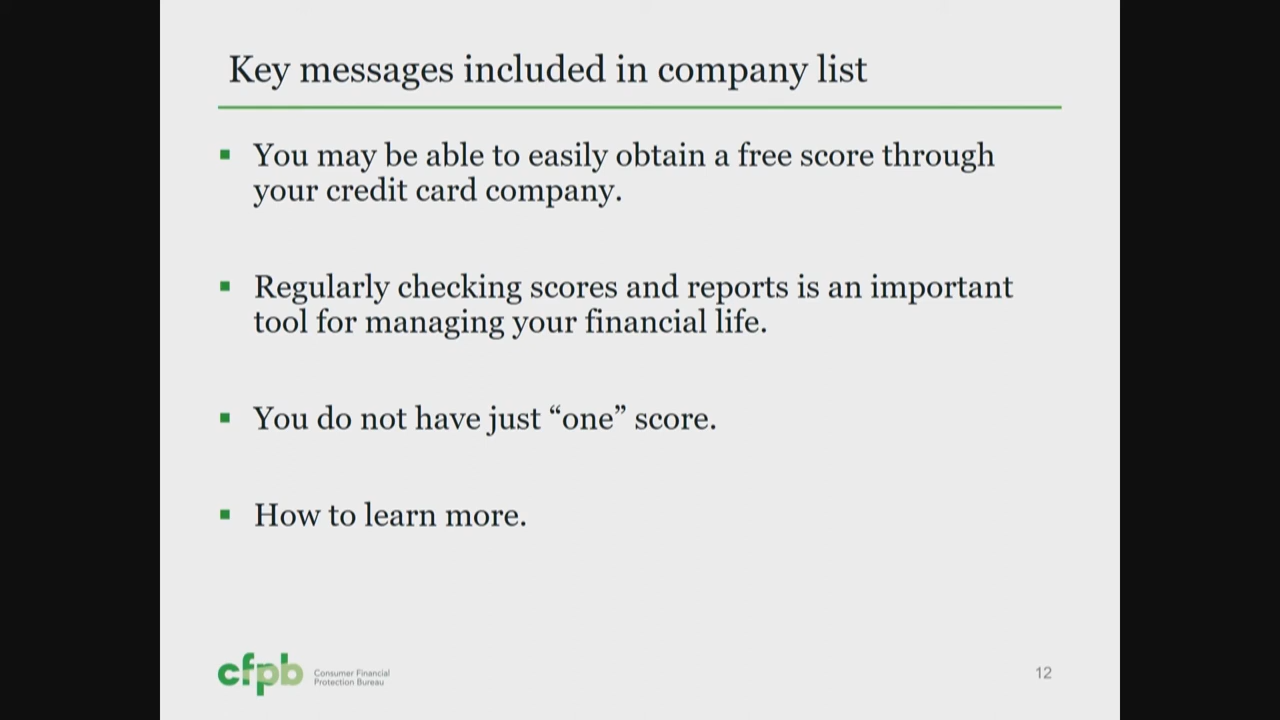 Key messages included in company list
You may be able to easily obtain a free score through
your credit card company.
Regularly checking scores and reports is an important
tool for managing your financial life.
You do not have just “one” score.
How to learn more.
cfpb
Consumer Financial
Protection Bureau
12